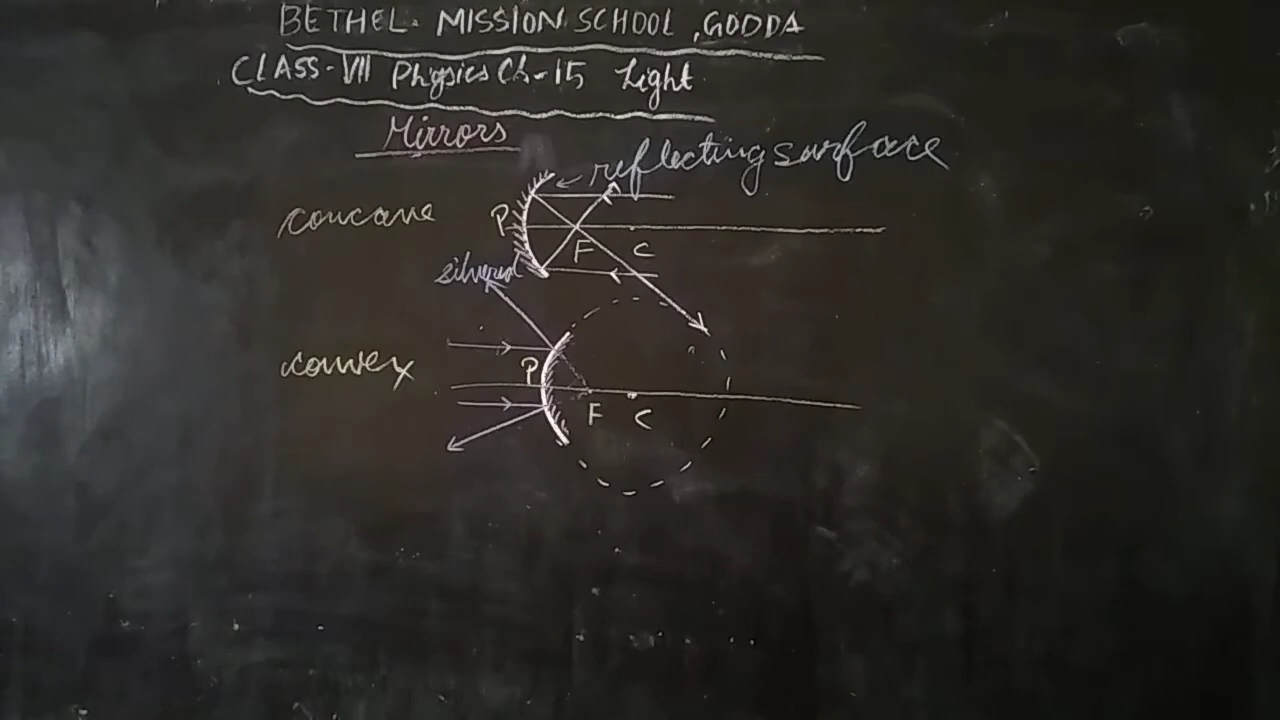 BETHEL. MISSION SCHOOL, GODDA
CLASS-VII Physics Ch-15 Light
Mirrors
reflecting surface
concave
P
F
C
silvered
convex
P
F
C